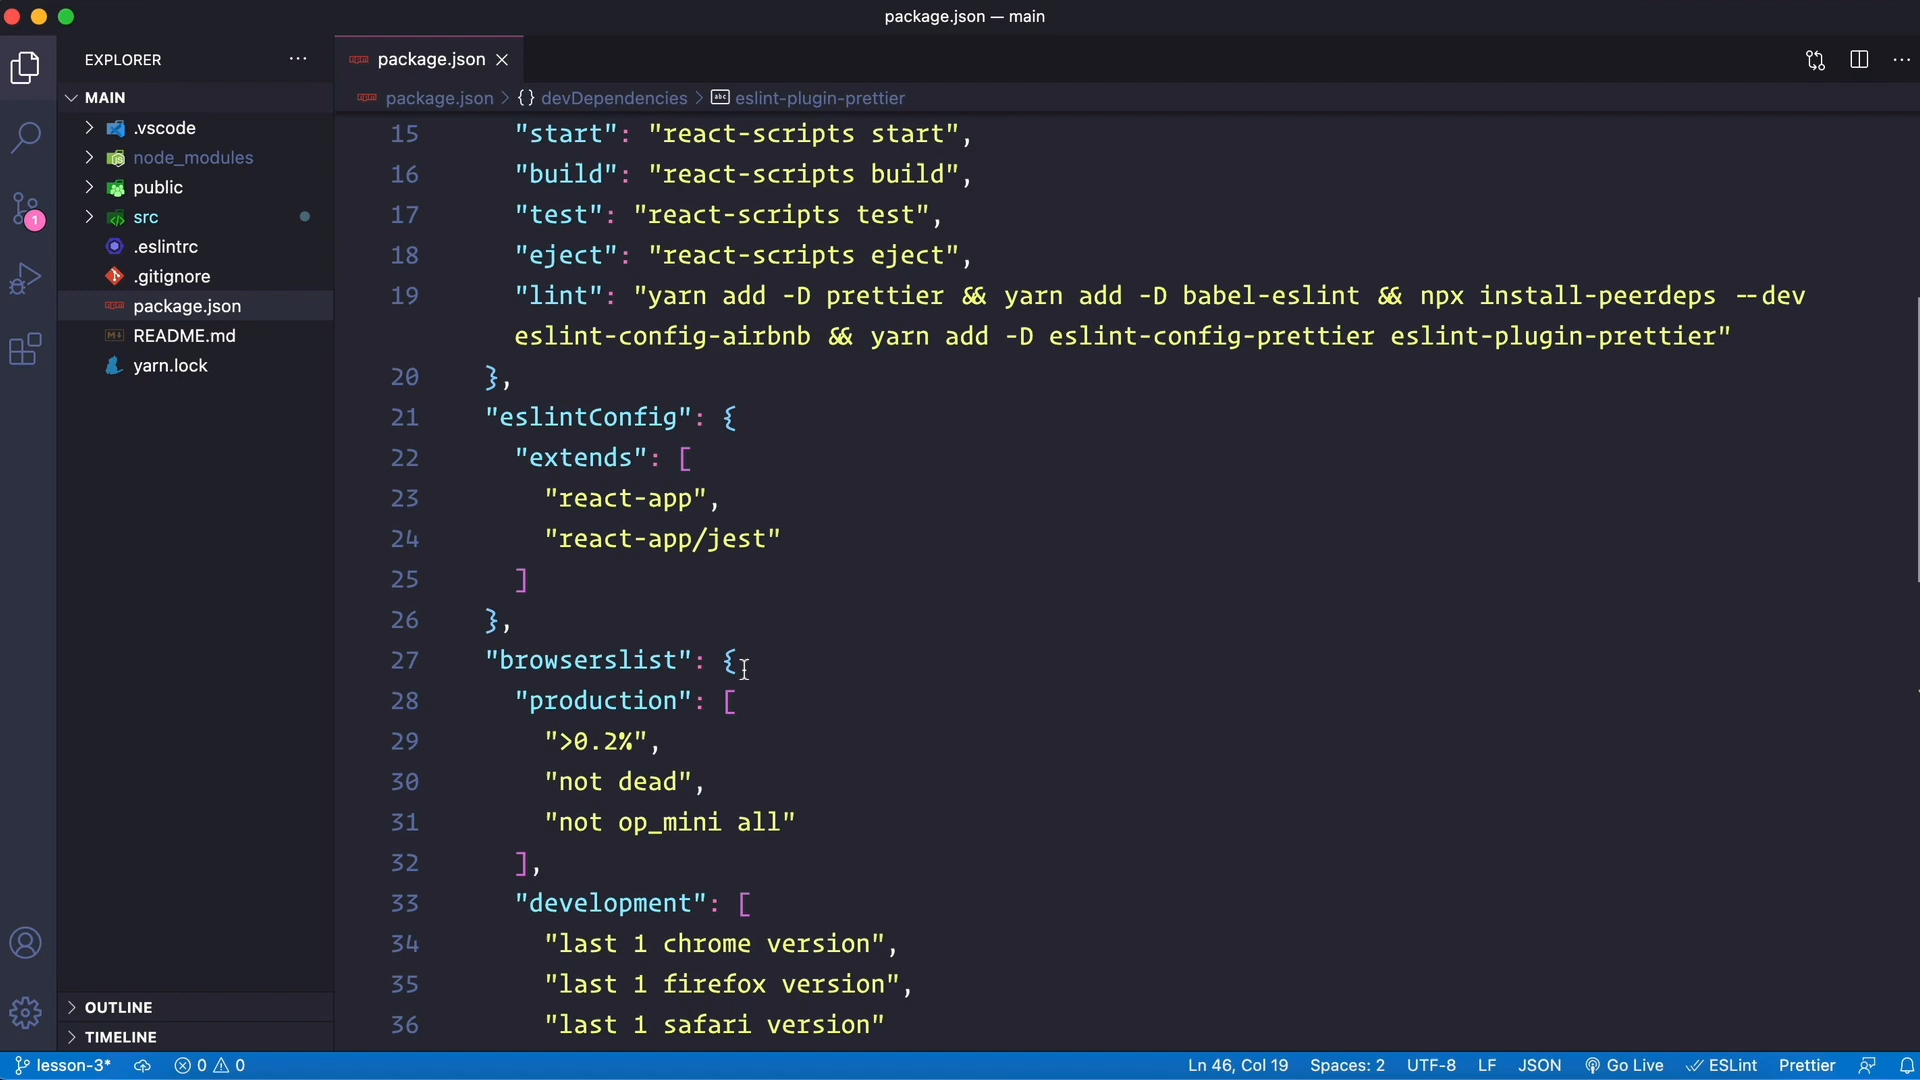 package.json — main
EXPLORER
package.json
MAIN
package.json > {} devDependencies > abc eslint-plugin-prettier
.vscode
node_modules
public
src
.eslintrc
.gitignore
package.json
README.md
yarn.lock
1
15 "start": "react-scripts start",
16 "build": "react-scripts build",
17 "test": "react-scripts test",
18 "eject": "react-scripts eject",
19 "lint": "yarn add -D prettier && yarn add -D babel-eslint && npx install-peerdeps --dev
eslint-config-airbnb && yarn add -D eslint-config-prettier eslint-plugin-prettier"
20 },
21 "eslintConfig": {
22 "extends": [
23 "react-app",
24 "react-app/jest"
25 ]
26 },
27 "browserslist": {
28 "production": [
29 ">0.2%",
30 "not dead",
31 "not op_mini all"
32 ],
33 "development": [
34 "last 1 chrome version",
35 "last 1 firefox version",
36 "last 1 safari version"
OUTLINE
TIMELINE
lesson-3* 0 0 Ln 46, Col 19 Spaces: 2 UTF-8 LF JSON Go Live ESLint Prettier